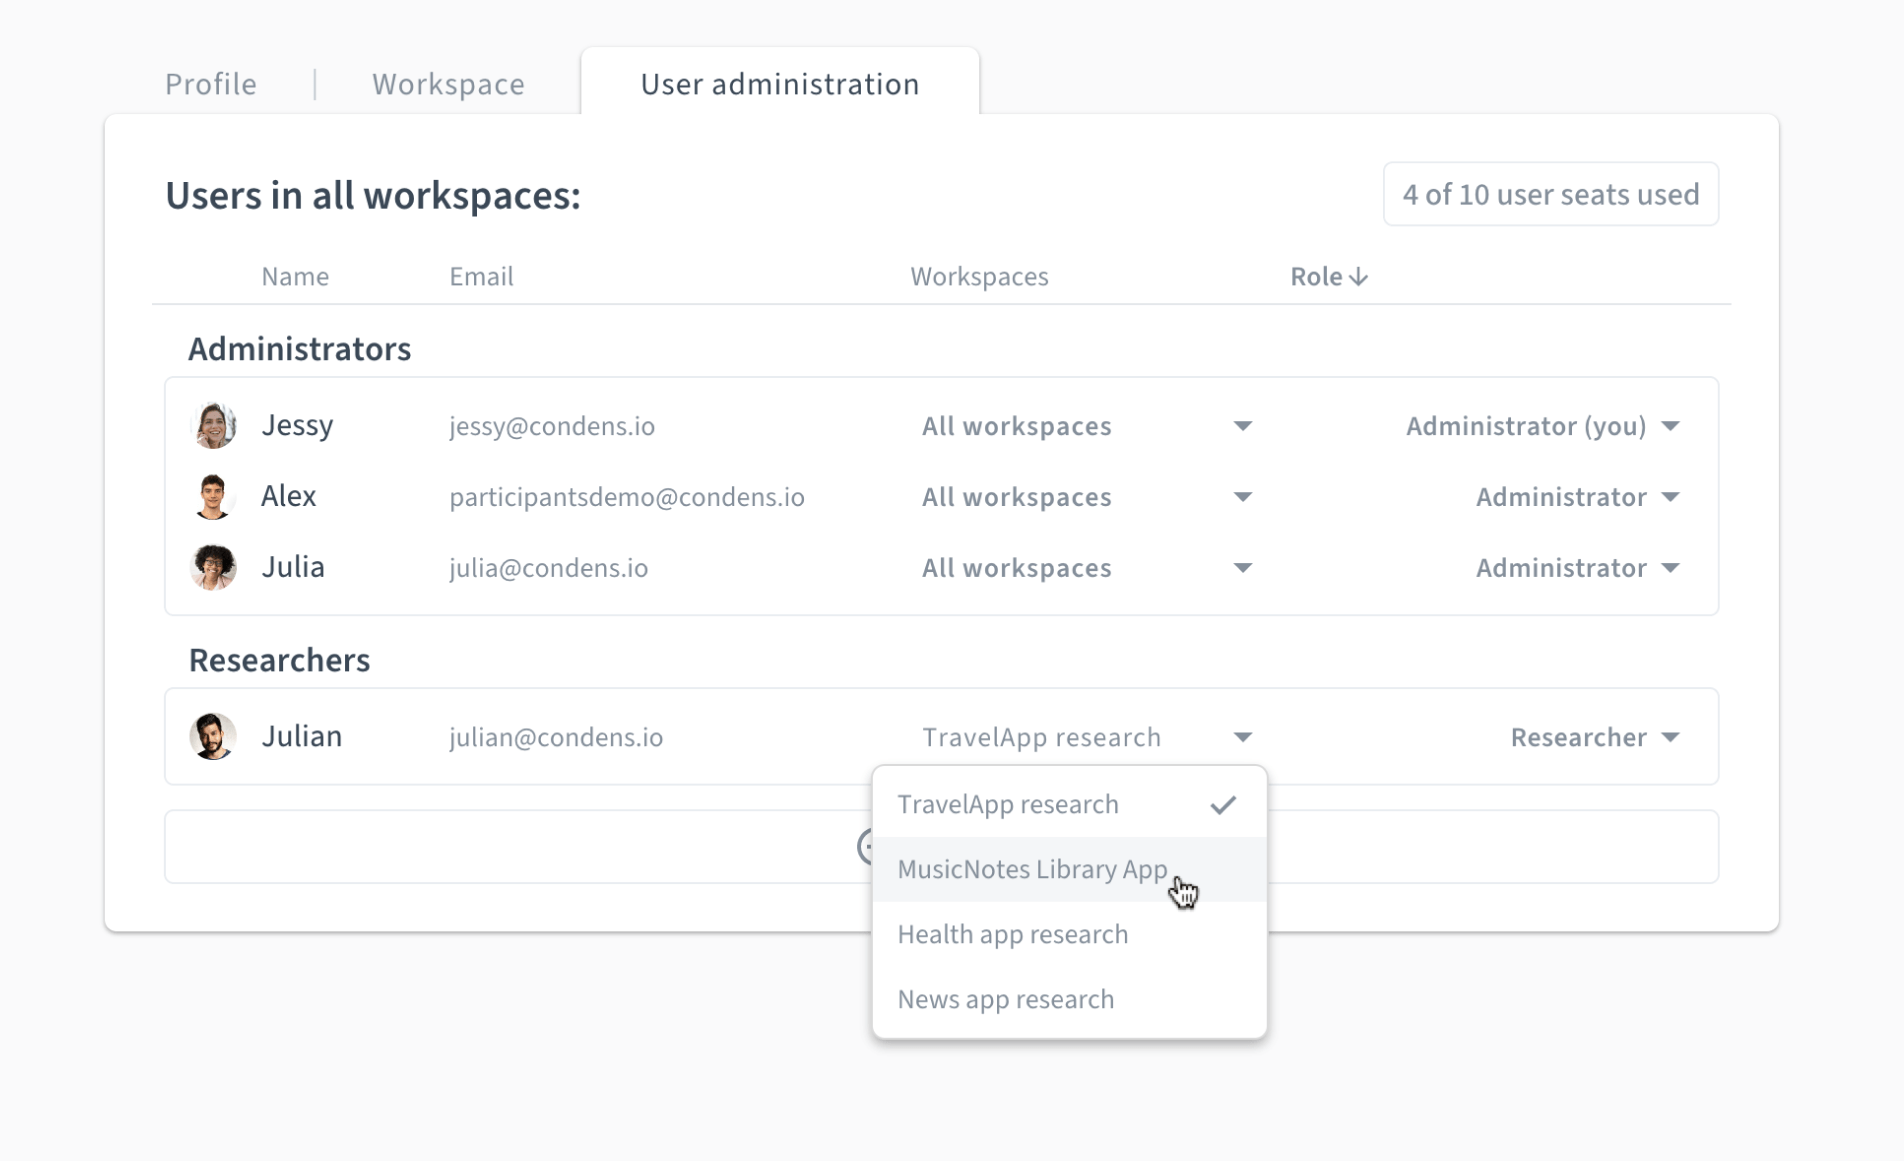 Profile | Workspace User administration
Users in all workspaces: 4 of 10 user seats used
Name Email Workspaces Role ↓
Administrators
Jessy jessy@condens.io All workspaces Administrator (you)
Alex participantsdemo@condens.io All workspaces Administrator
Julia julia@condens.io All workspaces Administrator
Researchers
Julian julian@condens.io TravelApp research Researcher
TravelApp research
MusicNotes Library App
Health app research
News app research